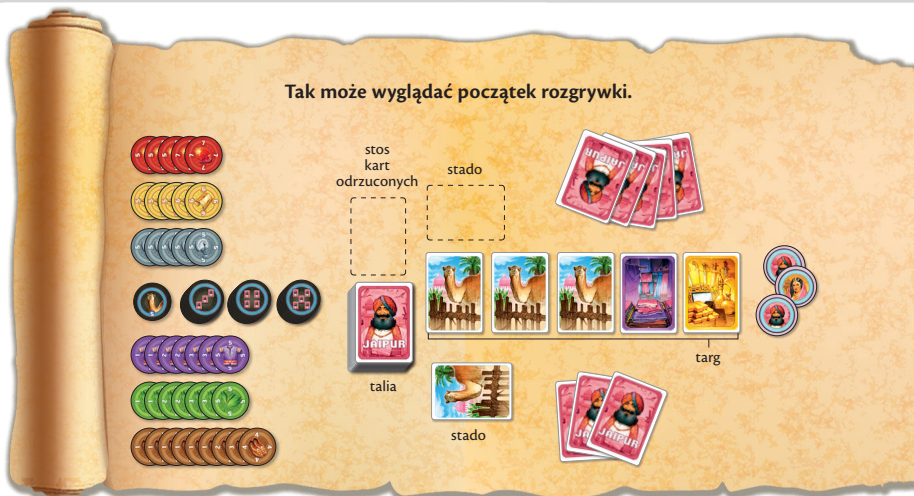 Tak może wyglądać początek rozgrywki.
stos
kart
odrzuconych
stado
JAIPUR
JAIPUR
talia
targ
stado
JAIPUR
JAIPUR